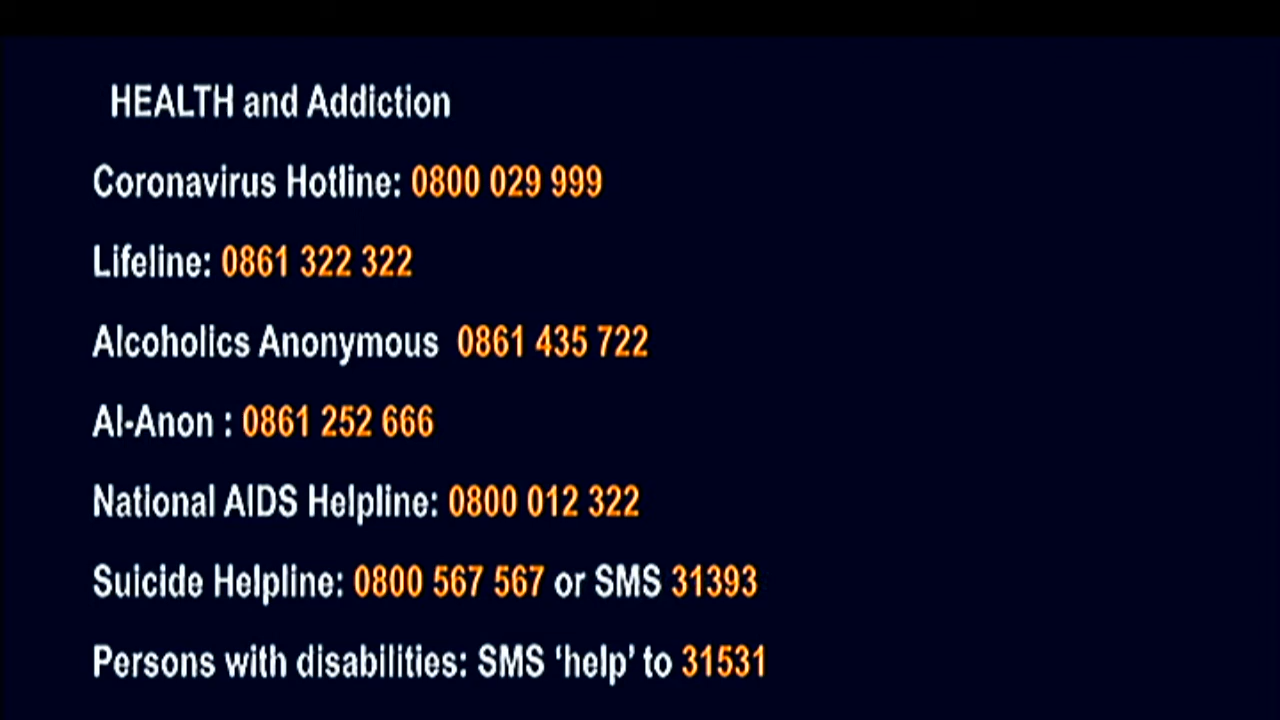 HEALTH and Addiction
Coronavirus Hotline: 0800 029 999
Lifeline: 0861 322 322
Alcoholics Anonymous 0861 435 722
Al-Anon : 0861 252 666
National AIDS Helpline: 0800 012 322
Suicide Helpline: 0800 567 567 or SMS 31393
Persons with disabilities: SMS ‘help’ to 31531